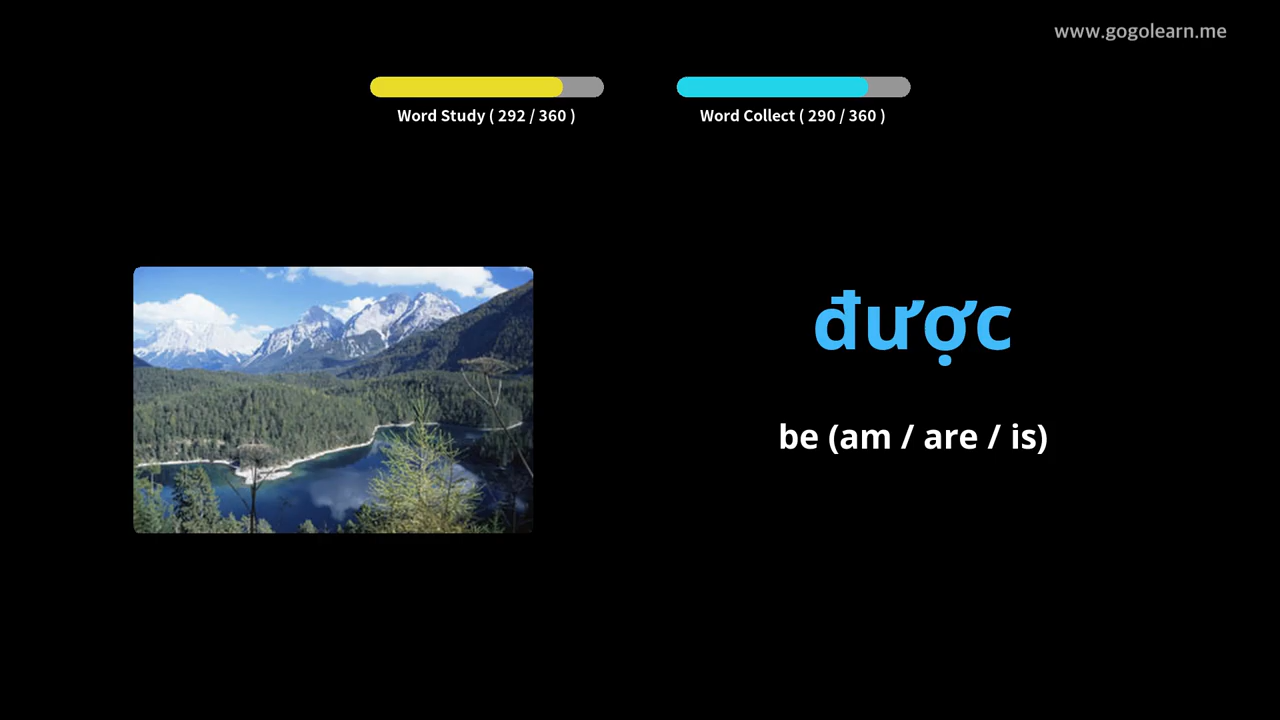 www.gogolearn.me
Word Study ( 292 / 360 )
Word Collect ( 290 / 360 )
được
be (am / are / is)